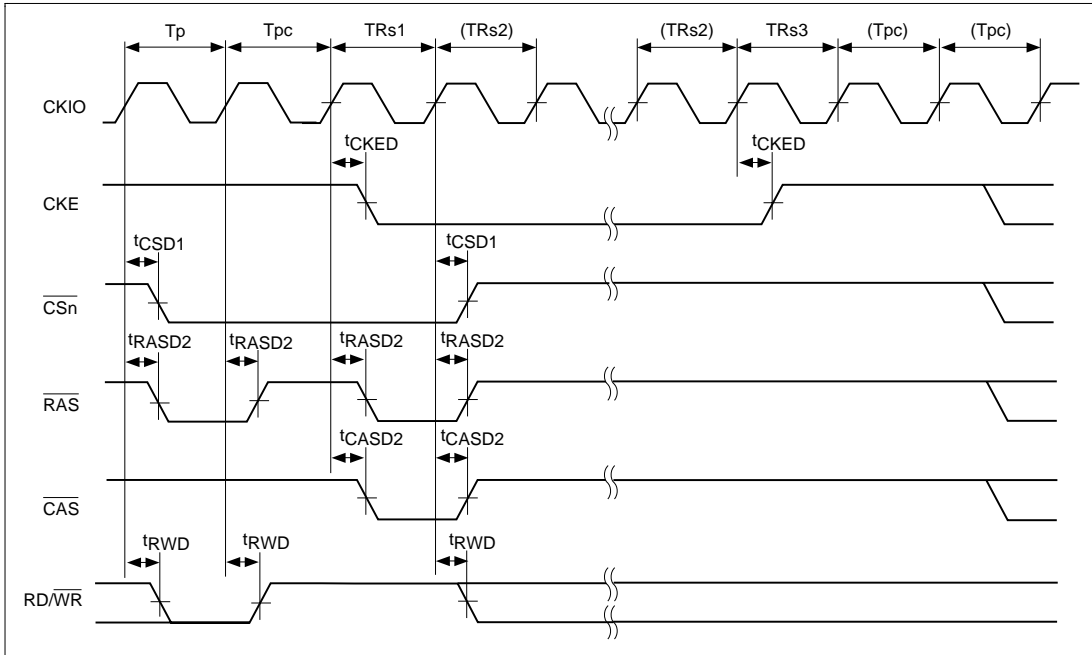 Tp Tpc TRs1 (TRs2) (TRs2) TRs3 (Tpc) (Tpc)
CKIO
tCKED tCKED
CKE
tCSD1 tCSD1
CSn
tRASD2 tRASD2 tRASD2 tRASD2
RAS
tCASD2 tCASD2
CAS
tRWD tRWD tRWD
RD/WR